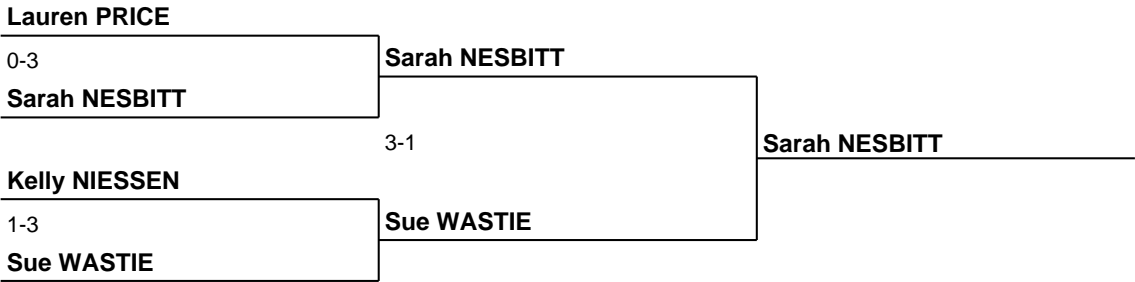 Lauren PRICE
0-3
Sarah NESBITT
Sarah NESBITT
3-1
Sarah NESBITT
Kelly NIESSEN
1-3
Sue WASTIE
Sue WASTIE